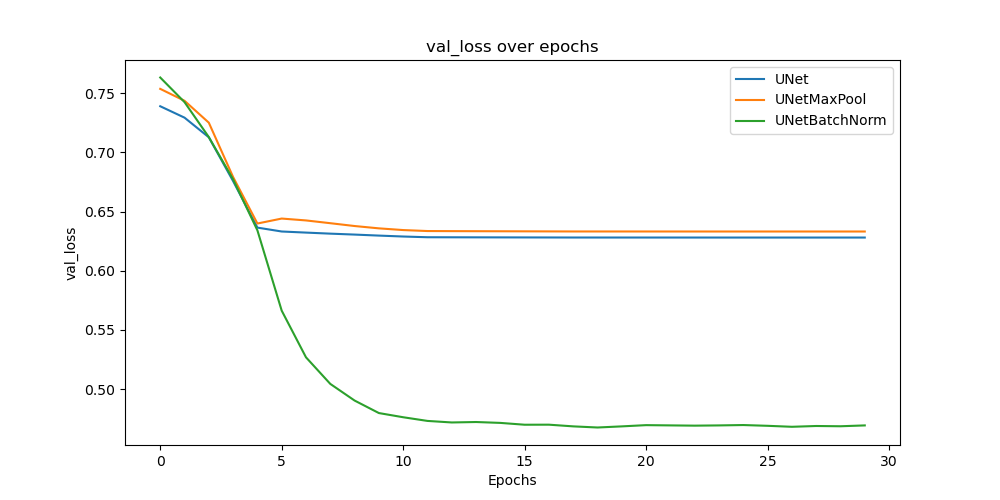 val_loss over epochs
UNet
UNetMaxPool
UNetBatchNorm
val_loss
0.75
0.70
0.65
0.60
0.55
0.50
0 5 10 15 20 25 30
Epochs